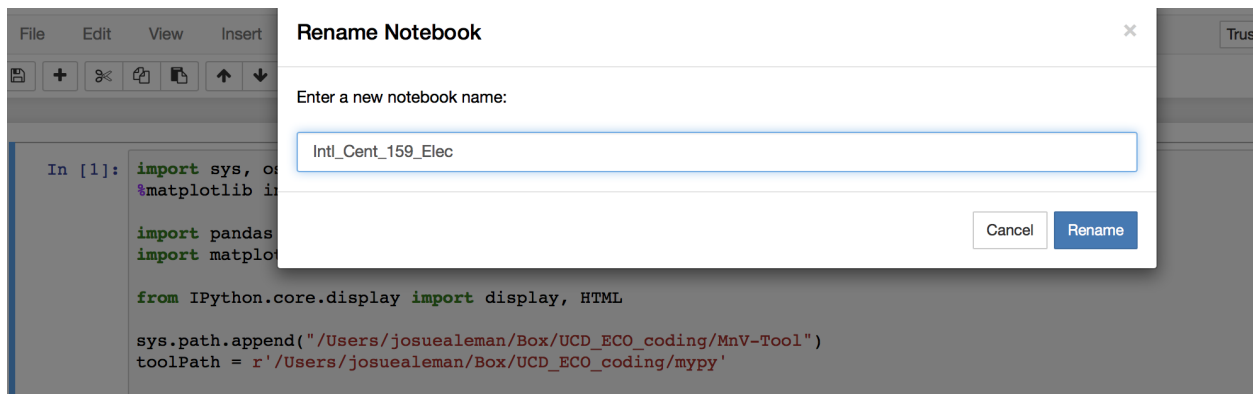 File Edit View Insert
Rename Notebook
×
Trus
Enter a new notebook name:
Intl_Cent_159_Elec
In [1]: import sys, os
%matplotlib in
import pandas
import matplot
Cancel Rename
from IPython.core.display import display, HTML
sys.path.append("/Users/josuealeman/Box/UCD_ECO_coding/MnV-Tool")
toolPath = r'/Users/josuealeman/Box/UCD_ECO_coding/mypy'